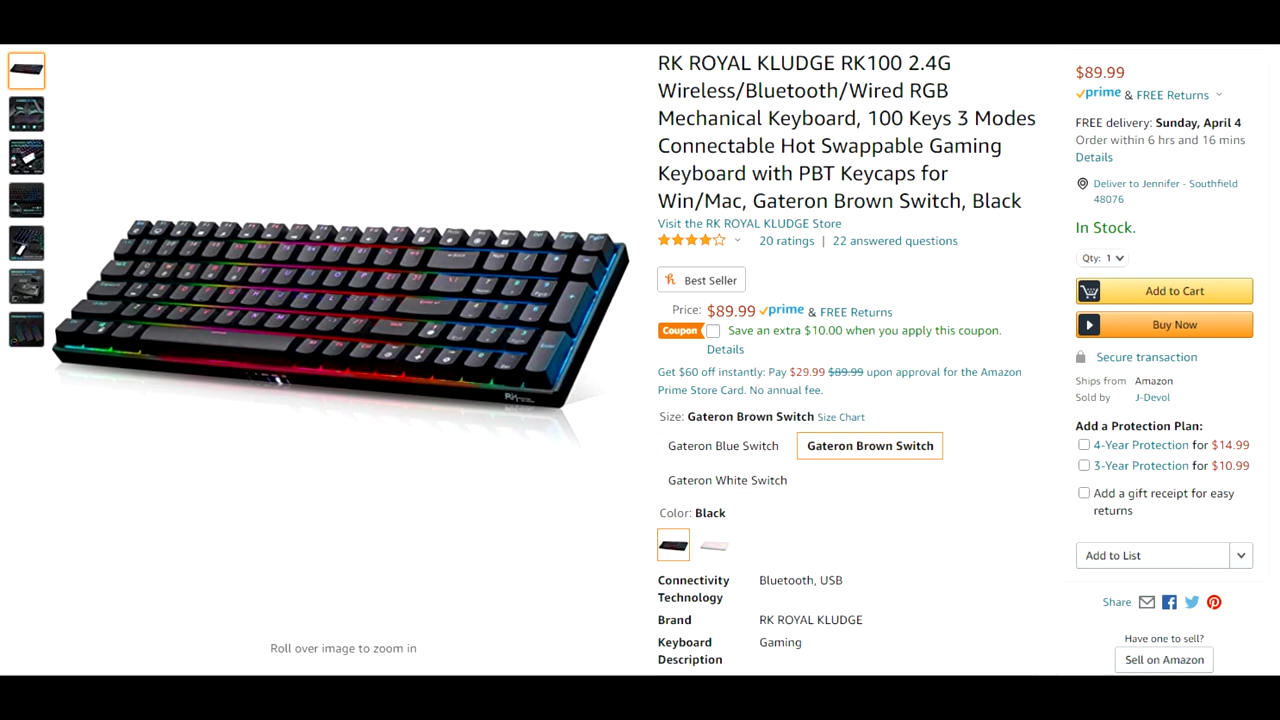 RK ROYAL KLUDGE RK100 2.4G
Wireless/Bluetooth/Wired RGB
Mechanical Keyboard, 100 Keys 3 Modes
Connectable Hot Swappable Gaming
Keyboard with PBT Keycaps for
Win/Mac, Gateron Brown Switch, Black
Visit the RK ROYAL KLUDGE Store
20 ratings | 22 answered questions
Best Seller
Price: $89.99 prime & FREE Returns
Coupon Save an extra $10.00 when you apply this coupon.
Details
Get $60 off instantly: Pay $29.99 $89.99 upon approval for the Amazon
Prime Store Card. No annual fee.
Size: Gateron Brown Switch Size Chart
Gateron Blue Switch Gateron Brown Switch
Gateron White Switch
Color: Black
Connectivity Technology Bluetooth, USB
Brand RK ROYAL KLUDGE
Keyboard Description Gaming
Roll over image to zoom in
$89.99
prime & FREE Returns
FREE delivery: Sunday, April 4
Order within 6 hrs and 16 mins
Details
Deliver to Jennifer - Southfield
48076
In Stock.
Qty: 1
Add to Cart
Buy Now
Secure transaction
Ships from Amazon
Sold by J-Devol
Add a Protection Plan:
4-Year Protection for $14.99
3-Year Protection for $10.99
Add a gift receipt for easy
returns
Add to List
Share
Have one to sell?
Sell on Amazon